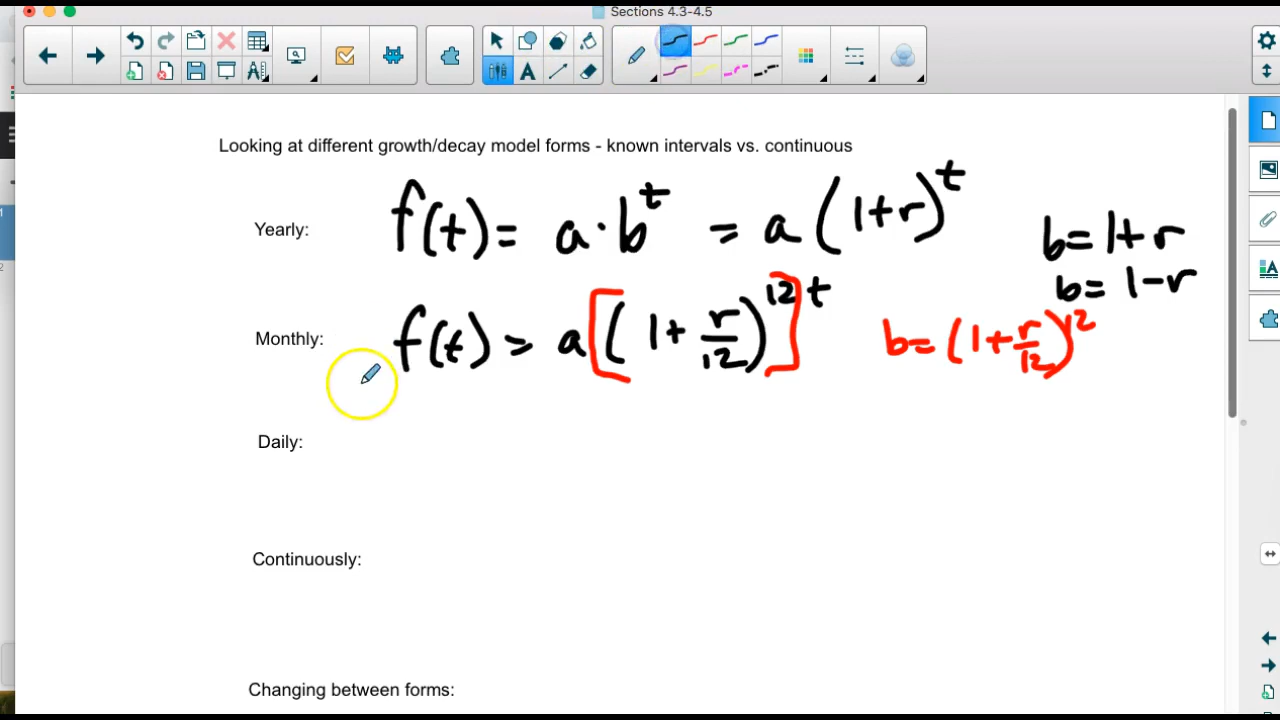 Sections 4.3-4.5
Looking at different growth/decay model forms - known intervals vs. continuous
Yearly: f(t) = a · b^t = a (1+r)^t
b = 1+r
b = 1-r
Monthly: f(t) = a [(1 + r/12)^12]^t b = (1 + r/12)^12
Daily:
Continuously:
Changing between forms: